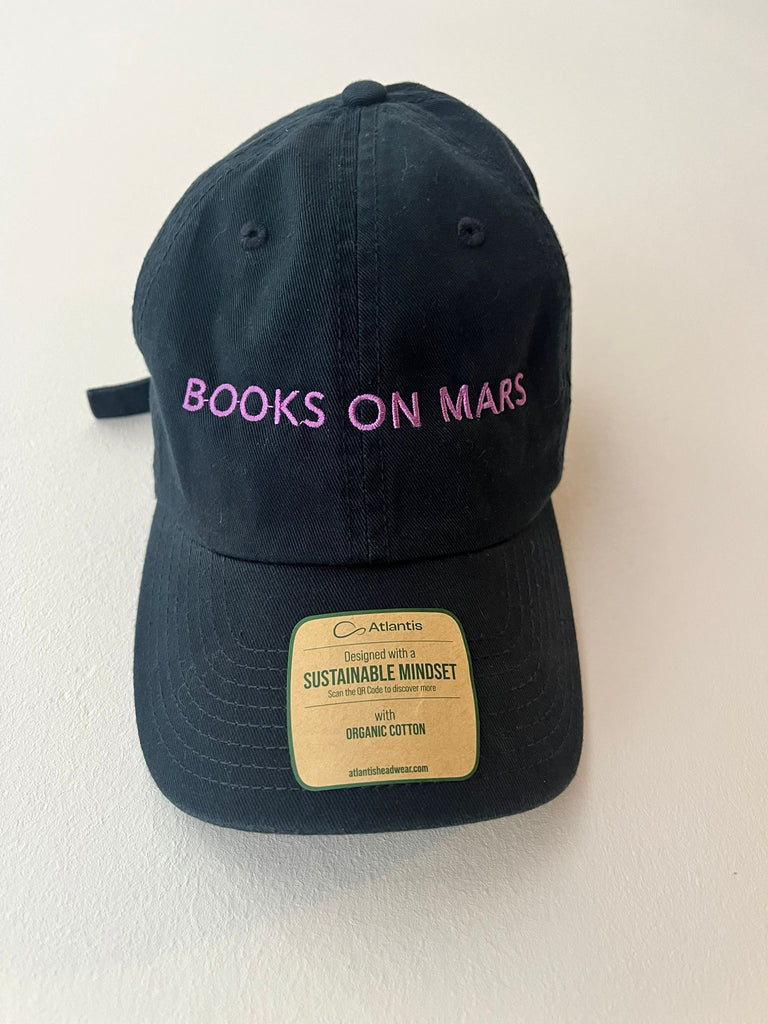 BOOKS ON MARS
Atlantis
Designed with a
SUSTAINABLE MINDSET
Scan the QR Code to discover more
with
ORGANIC COTTON
atlantisheadwear.com